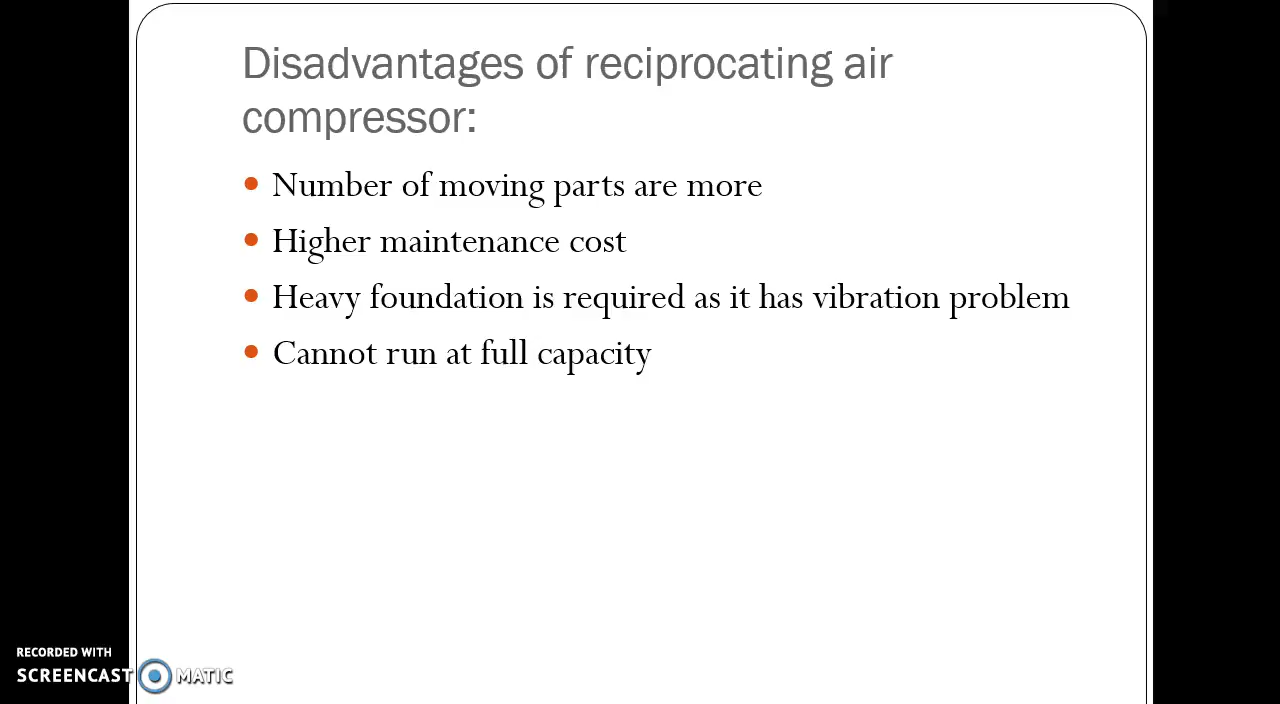 Disadvantages of reciprocating air
compressor:
Number of moving parts are more
Higher maintenance cost
Heavy foundation is required as it has vibration problem
Cannot run at full capacity
RECORDED WITH
SCREENCAST MATIC